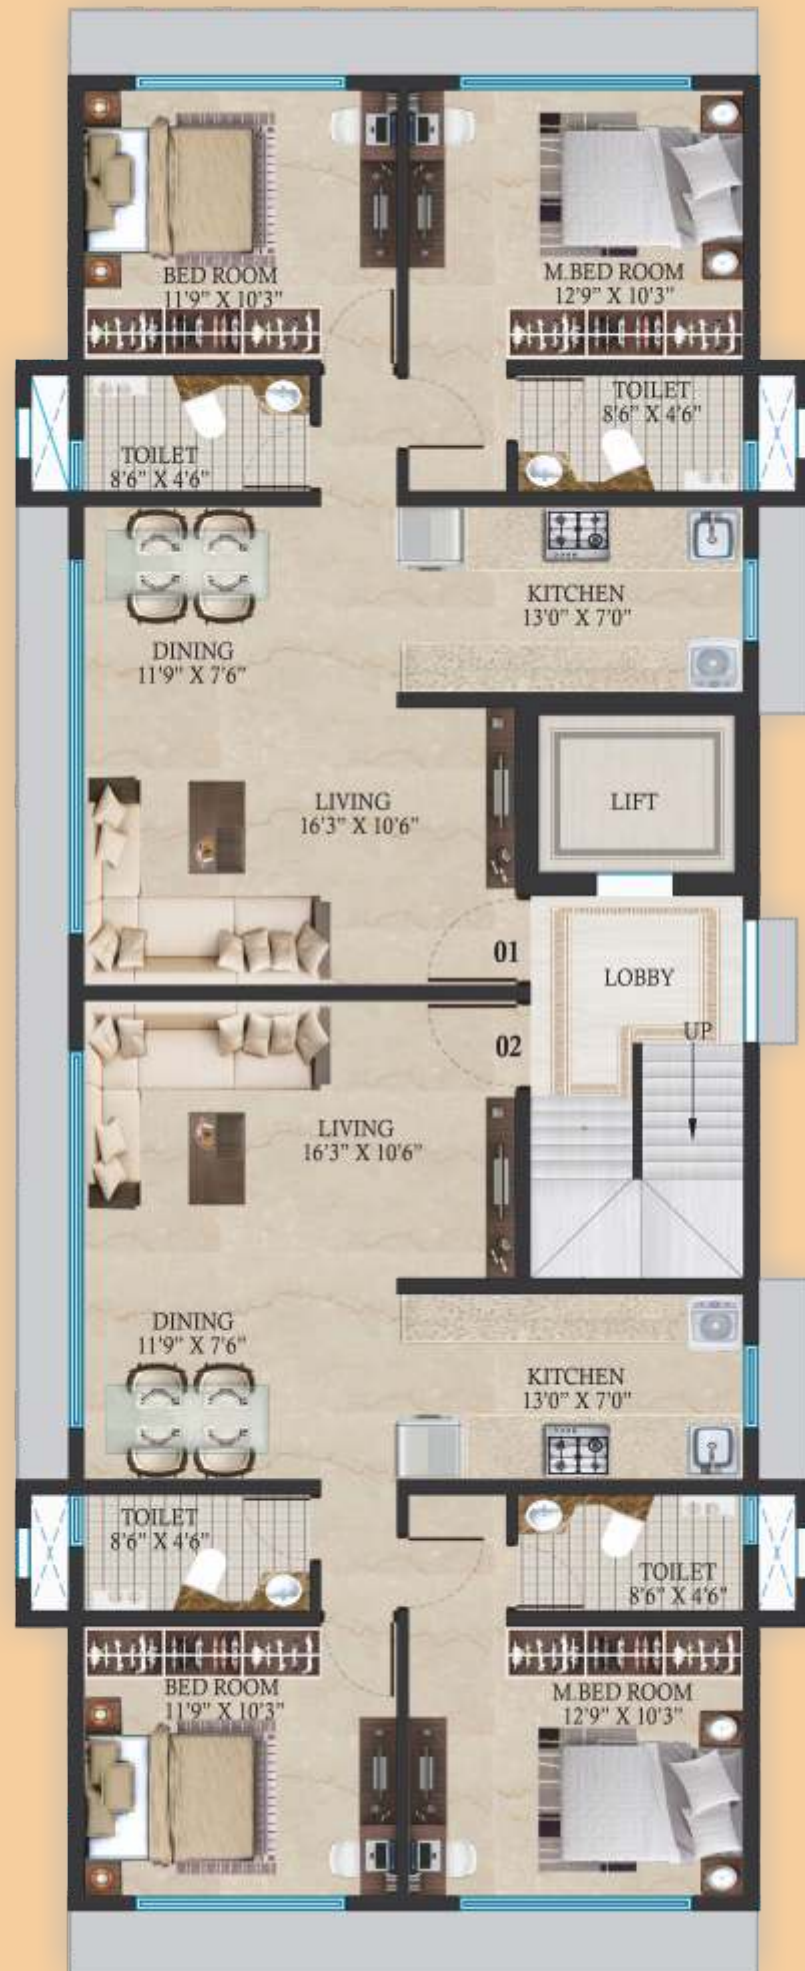 BED ROOM
11'9" X 10'3"
M.BED ROOM
12'9" X 10'3"
TOILET
8'6" X 4'6"
TOILET
8'6" X 4'6"
KITCHEN
13'0" X 7'0"
DINING
11'9" X 7'6"
LIVING
16'3" X 10'6"
LIFT
01
LOBBY
UP
02
LIVING
16'3" X 10'6"
DINING
11'9" X 7'6"
KITCHEN
13'0" X 7'0"
TOILET
8'6" X 4'6"
TOILET
8'6" X 4'6"
BED ROOM
11'9" X 10'3"
M.BED ROOM
12'9" X 10'3"